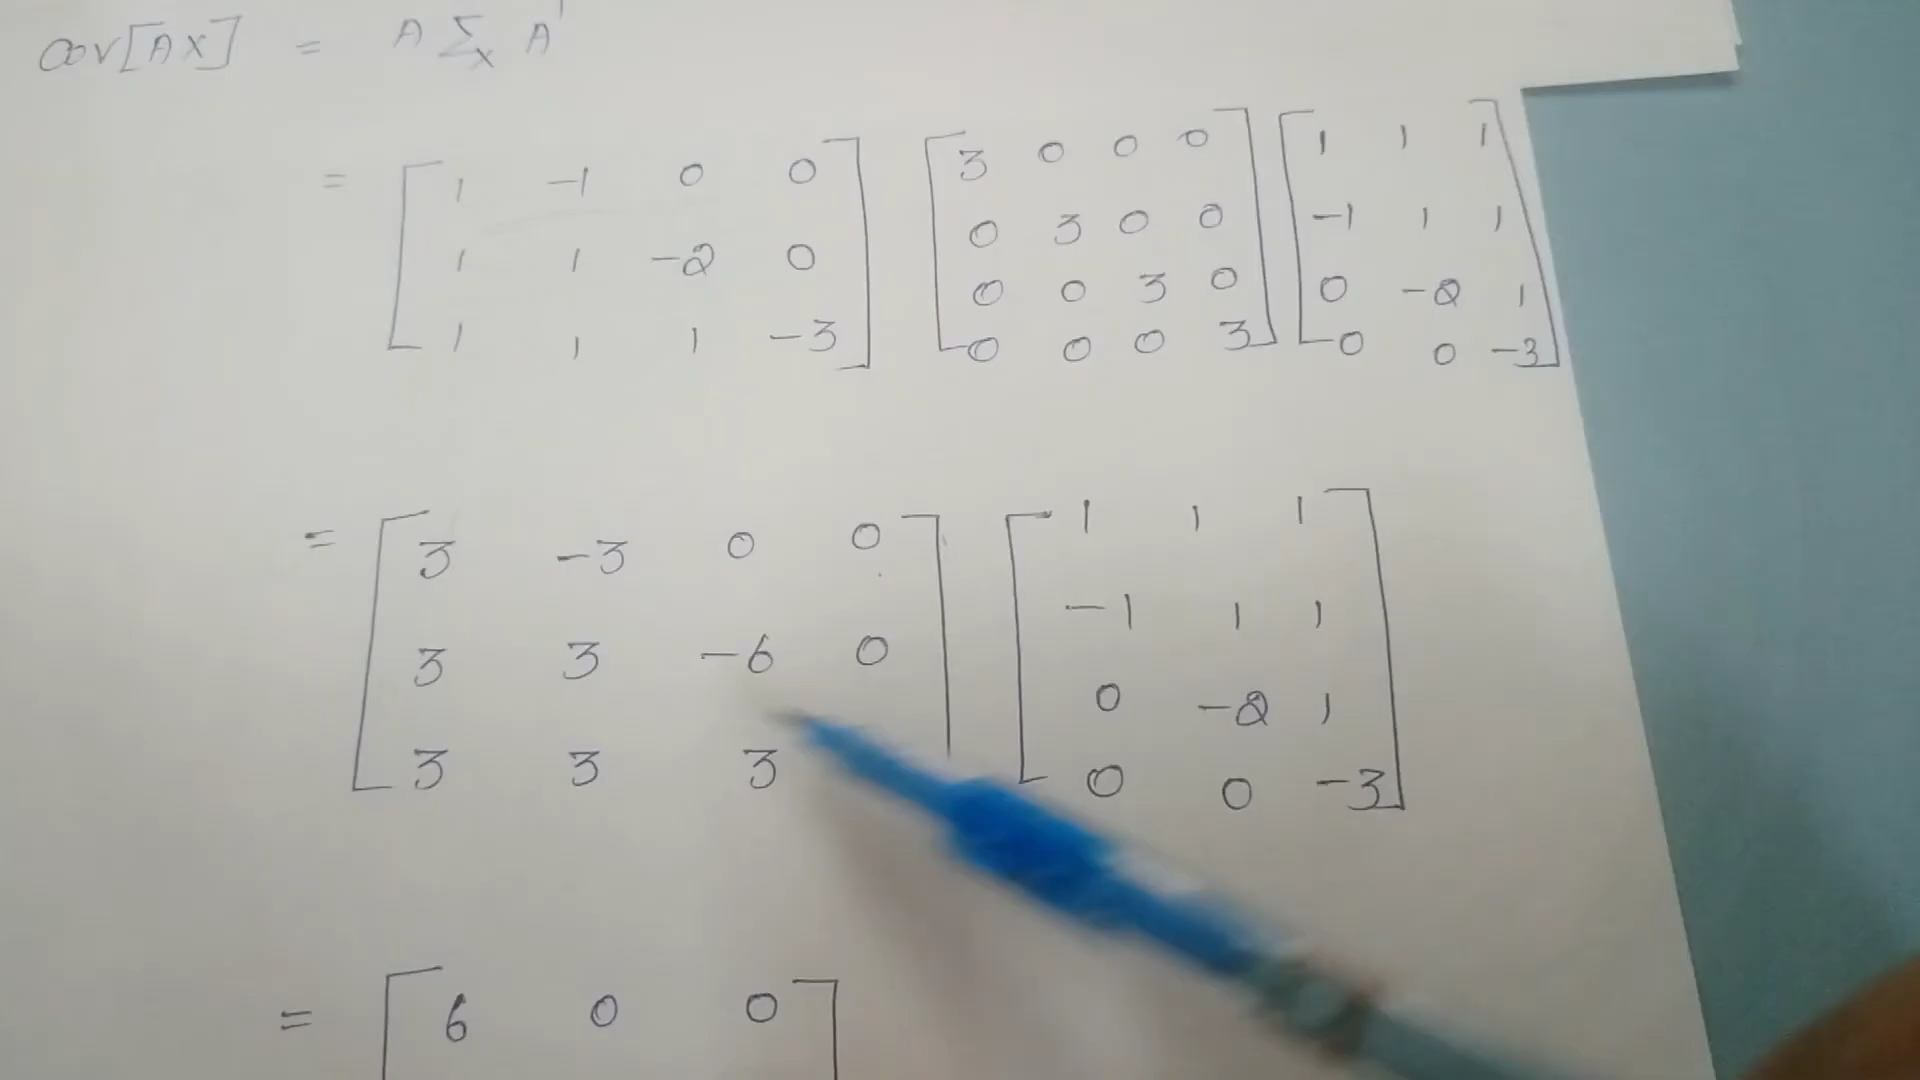 Cov[AX] = A Σx A'
= [ 1 -1 0 0 ] [ 3 0 0 0 ] [ 1 1 1 ]
[ 1 1 -2 0 ] [ 0 3 0 0 ] [ -1 1 1 ]
[ 1 1 1 -3 ] [ 0 0 3 0 ] [ 0 -2 1 ]
[ 0 0 0 3 ] [ 0 0 -3 ]
= [ 3 -3 0 0 ] [ 1 1 1 ]
[ 3 3 -6 0 ] [ -1 1 1 ]
[ 3 3 3 ] [ 0 -2 1 ]
[ 0 0 -3 ]
= [ 6 0 0 ]